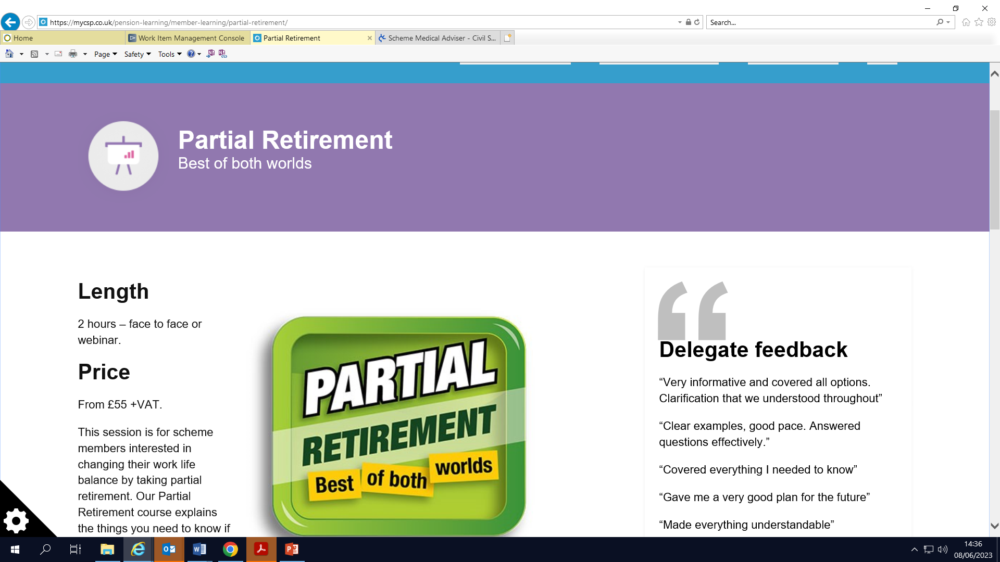 https://mycsp.co.uk/pension-learning/member-learning/partial-retirement/
Search...
Home
Work Item Management Console
Partial Retirement
Scheme Medical Adviser - Civil S...
Page
Safety
Tools
Partial Retirement
Best of both worlds
Length
2 hours – face to face or
webinar.
Price
From £55 +VAT.
This session is for scheme
members interested in
changing their work life
balance by taking partial
retirement. Our Partial
Retirement course explains
the things you need to know if
PARTIAL
RETIREMENT
Best of both worlds
Delegate feedback
“Very informative and covered all options.
Clarification that we understood throughout”
“Clear examples, good pace. Answered
questions effectively.”
“Covered everything I needed to know”
“Gave me a very good plan for the future”
“Made everything understandable”
14:36
08/06/2023